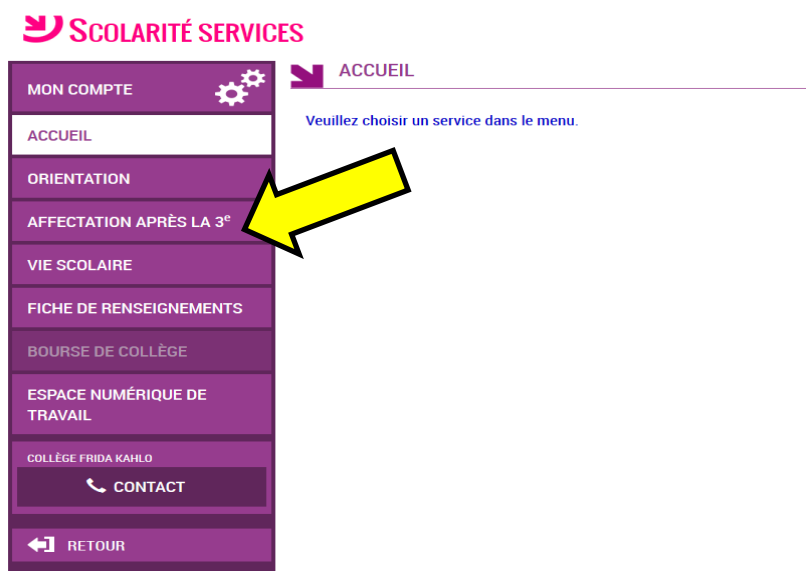 SCOLARITÉ SERVICES
MON COMPTE
ACCUEIL
ORIENTATION
AFFECTATION APRÈS LA 3e
VIE SCOLAIRE
FICHE DE RENSEIGNEMENTS
BOURSE DE COLLÈGE
ESPACE NUMÉRIQUE DE
TRAVAIL
COLLÈGE FRIDA KAHLO
CONTACT
RETOUR
ACCUEIL
Veuillez choisir un service dans le menu.